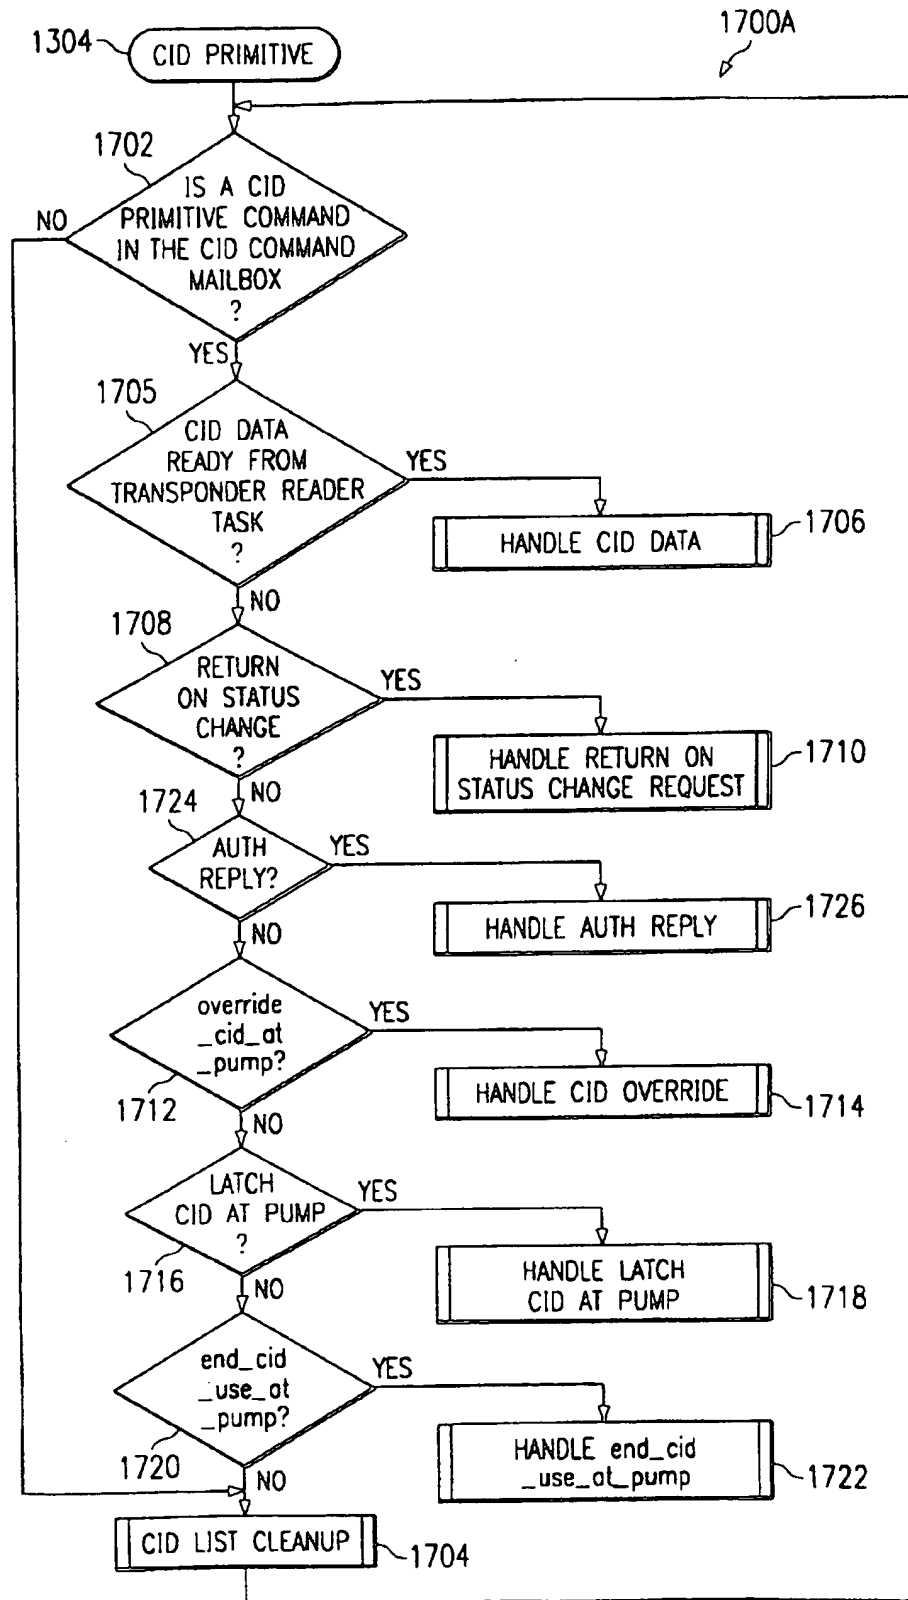 1700A
1304
CID PRIMITIVE
1702
IS A CID
PRIMITIVE COMMAND
IN THE CID COMMAND
MAILBOX
?
NO
YES
1705
CID DATA
READY FROM
TRANSPONDER READER
TASK
?
YES
1706
HANDLE CID DATA
NO
1708
RETURN
ON STATUS
CHANGE
?
YES
1710
HANDLE RETURN ON
STATUS CHANGE REQUEST
NO
1724
AUTH
REPLY?
YES
1726
HANDLE AUTH REPLY
NO
override
_cid_at
_pump?
YES
1712
HANDLE CID OVERRIDE
1714
NO
LATCH
CID AT PUMP
?
YES
1716
HANDLE LATCH
CID AT PUMP
1718
NO
end_cid
_use_at
_pump?
YES
1720
HANDLE end_cid
_use_at_pump
1722
NO
CID LIST CLEANUP
1704